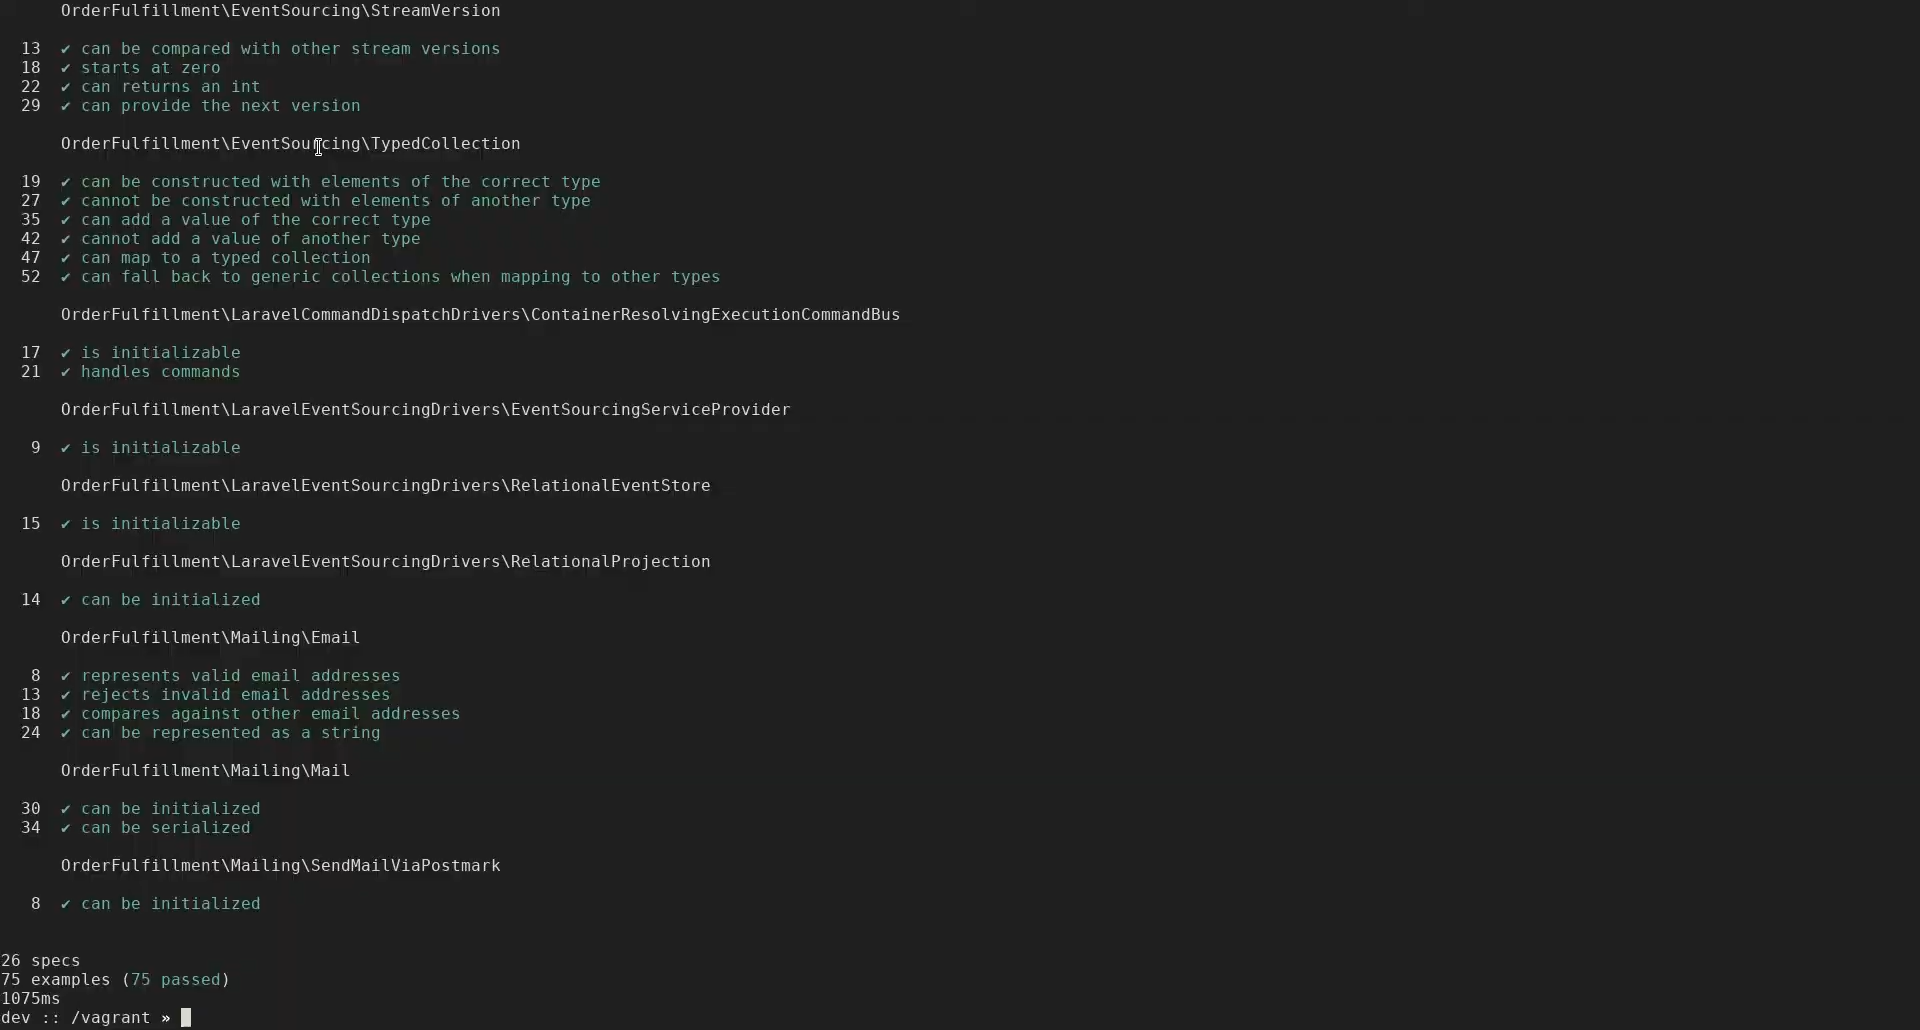 OrderFulfillment\EventSourcing\StreamVersion
13 ✔ can be compared with other stream versions
18 ✔ starts at zero
22 ✔ can returns an int
29 ✔ can provide the next version
OrderFulfillment\EventSourcing\TypedCollection
19 ✔ can be constructed with elements of the correct type
27 ✔ cannot be constructed with elements of another type
35 ✔ can add a value of the correct type
42 ✔ cannot add a value of another type
47 ✔ can map to a typed collection
52 ✔ can fall back to generic collections when mapping to other types
OrderFulfillment\LaravelCommandDispatchDrivers\ContainerResolvingExecutionCommandBus
17 ✔ is initializable
21 ✔ handles commands
OrderFulfillment\LaravelEventSourcingDrivers\EventSourcingServiceProvider
9 ✔ is initializable
OrderFulfillment\LaravelEventSourcingDrivers\RelationalEventStore
15 ✔ is initializable
OrderFulfillment\LaravelEventSourcingDrivers\RelationalProjection
14 ✔ can be initialized
OrderFulfillment\Mailing\Email
8 ✔ represents valid email addresses
13 ✔ rejects invalid email addresses
18 ✔ compares against other email addresses
24 ✔ can be represented as a string
OrderFulfillment\Mailing\Mail
30 ✔ can be initialized
34 ✔ can be serialized
OrderFulfillment\Mailing\SendMailViaPostmark
8 ✔ can be initialized
26 specs
75 examples (75 passed)
1075ms
dev :: /vagrant »